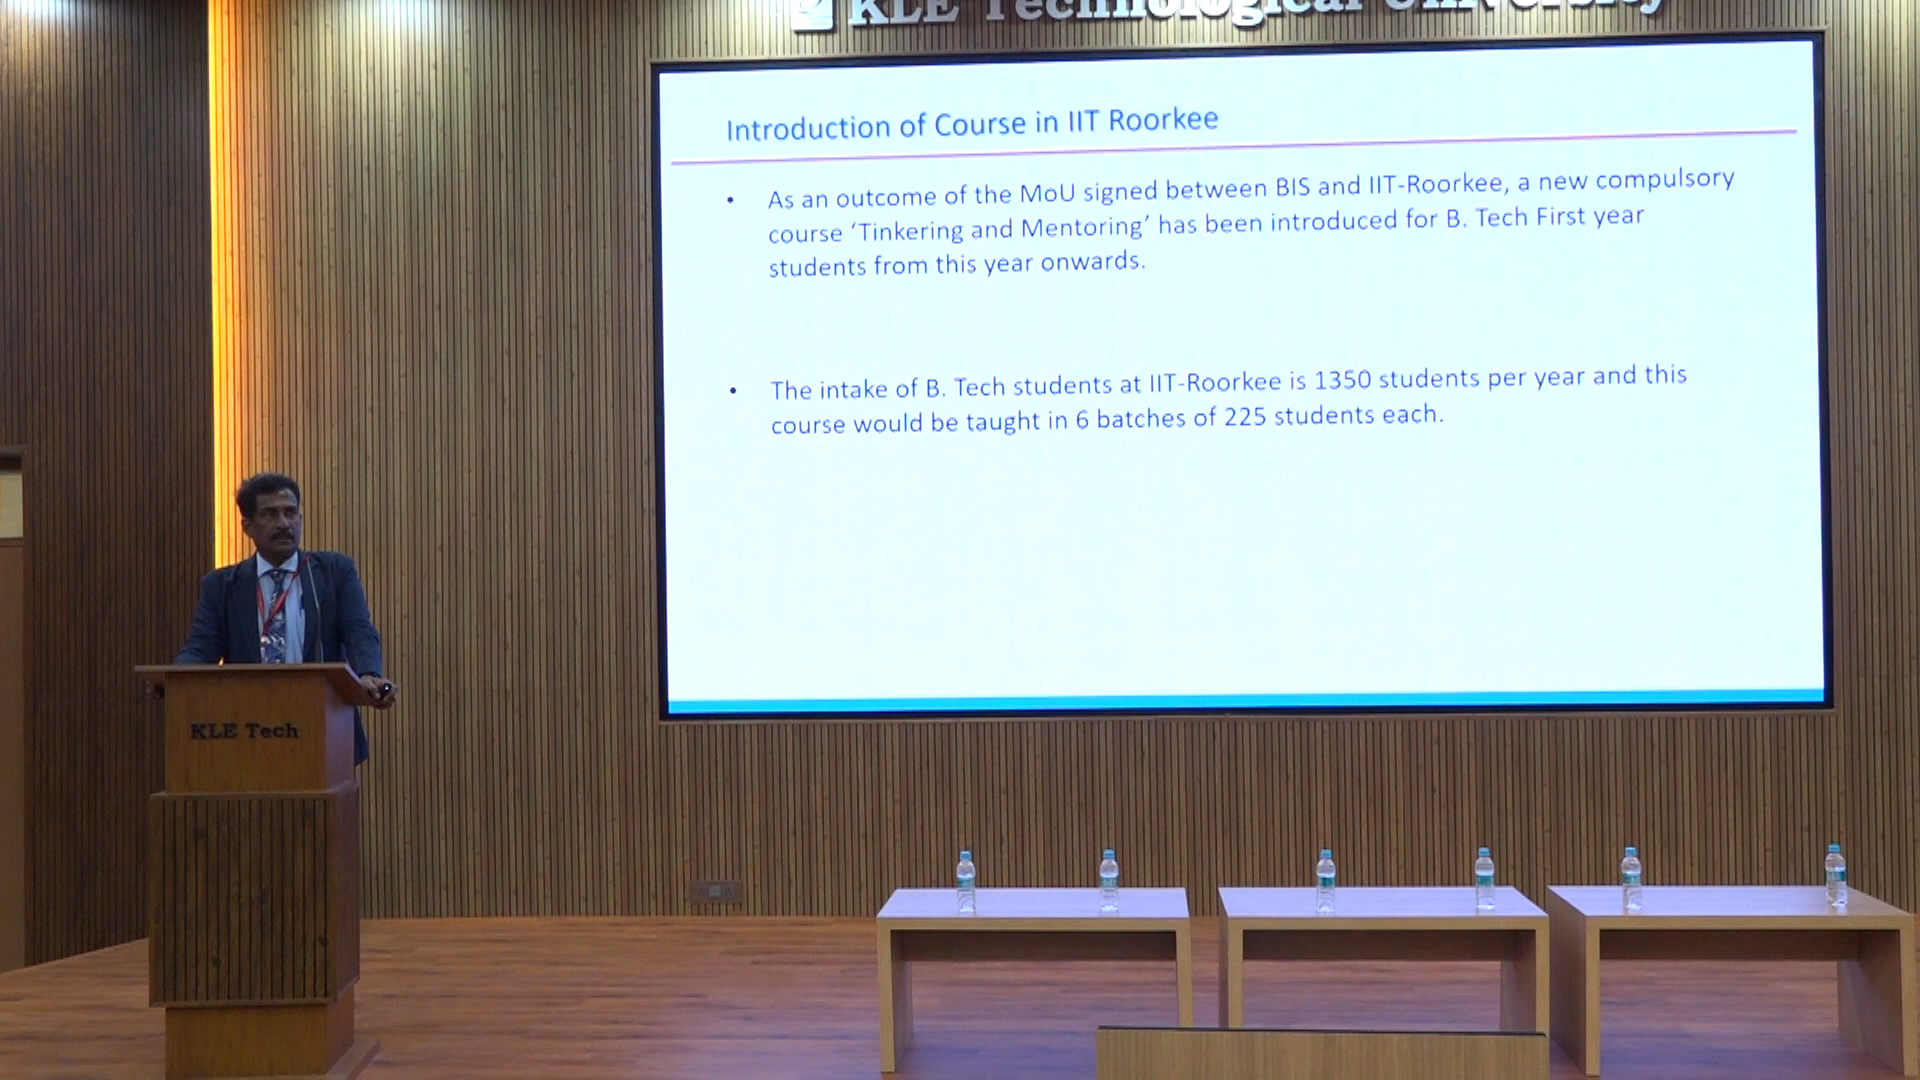 KLE Technological University
Introduction of Course in IIT Roorkee
• As an outcome of the MoU signed between BIS and IIT-Roorkee, a new compulsory
course ‘Tinkering and Mentoring’ has been introduced for B. Tech First year
students from this year onwards.
• The intake of B. Tech students at IIT-Roorkee is 1350 students per year and this
course would be taught in 6 batches of 225 students each.
KLE Tech